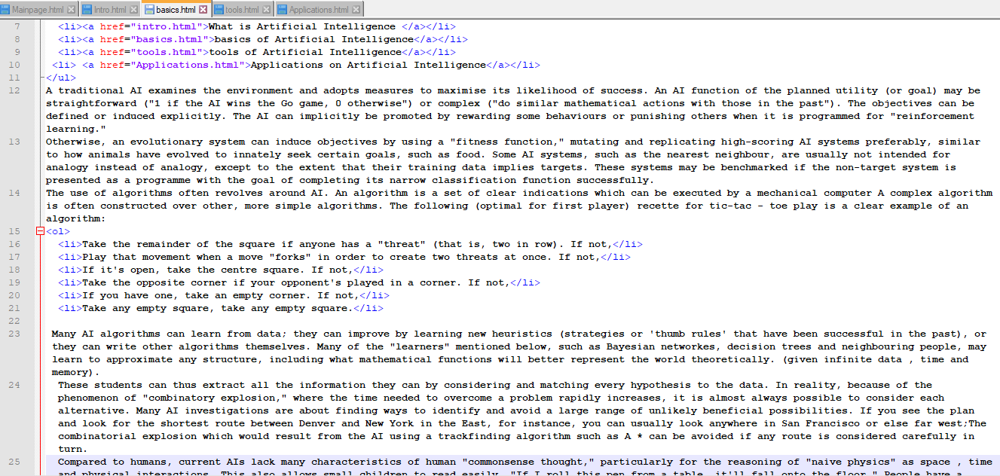 Mainpage.html Intro.html basics.html tools.html Applications.html
7 <li><a href="intro.html">What is Artificial Intelligence </a></li>
8 <li><a href="basics.html">basics of Artificial Intelligence</a></li>
9 <li><a href="tools.html">tools of Artificial Intelligence</a></li>
10 <li> <a href="Applications.html">Applications on Artificial Intelligence</a></li>
11 </ul>
12 A traditional AI examines the environment and adopts measures to maximise its likelihood of success. An AI function of the planned utility (or goal) may be
straightforward ("1 if the AI wins the Go game, 0 otherwise") or complex ("do similar mathematical actions with those in the past"). The objectives can be
defined or induced explicitly. The AI can implicitly be promoted by rewarding some behaviours or punishing others when it is programmed for "reinforcement
learning."
13 Otherwise, an evolutionary system can induce objectives by using a "fitness function," mutating and replicating high-scoring AI systems preferably, similar
to how animals have evolved to innately seek certain goals, such as food. Some AI systems, such as the nearest neighbour, are usually not intended for
analogy instead of analogy, except to the extent that their training data implies targets. These systems may be benchmarked if the non-target system is
presented as a programme with the goal of completing its narrow classification function successfully.
14 The use of algorithms often revolves around AI. An algorithm is a set of clear indications which can be executed by a mechanical computer A complex algorithm
is often constructed over other, more simple algorithms. The following (optimal for first player) recette for tic-tac - toe play is a clear example of an
algorithm:
15 <ol>
16 <li>Take the remainder of the square if anyone has a "threat" (that is, two in row). If not,</li>
17 <li>Play that movement when a move "forks" in order to create two threats at once. If not,</li>
18 <li>If it's open, take the centre square. If not,</li>
19 <li>Take the opposite corner if your opponent's played in a corner. If not,</li>
20 <li>If you have one, take an empty corner. If not,</li>
21 <li>Take any empty square, take any empty square.</li>
22
23 Many AI algorithms can learn from data; they can improve by learning new heuristics (strategies or 'thumb rules' that have been successful in the past), or
they can write other algorithms themselves. Many of the "learners" mentioned below, such as Bayesian networkes, decision trees and neighbouring people, may
learn to approximate any structure, including what mathematical functions will better represent the world theoretically. (given infinite data , time and
memory).
24 These students can thus extract all the information they can by considering and matching every hypothesis to the data. In reality, because of the
phenomenon of "combinatory explosion," where the time needed to overcome a problem rapidly increases, it is almost always possible to consider each
alternative. Many AI investigations are about finding ways to identify and avoid a large range of unlikely beneficial possibilities. If you see the plan
and look for the shortest route between Denver and New York in the East, for instance, you can usually look anywhere in San Francisco or else far west;The
combinatorial explosion which would result from the AI using a trackfinding algorithm such as A * can be avoided if any route is considered carefully in
turn.
25 Compared to humans, current AIs lack many characteristics of human "commonsense thought," particularly for the reasoning of "naive physics" as space , time
and physical interactions. This also allows small children to read easily. "If I roll this pen from a table, it'll fall onto the floor." People have a